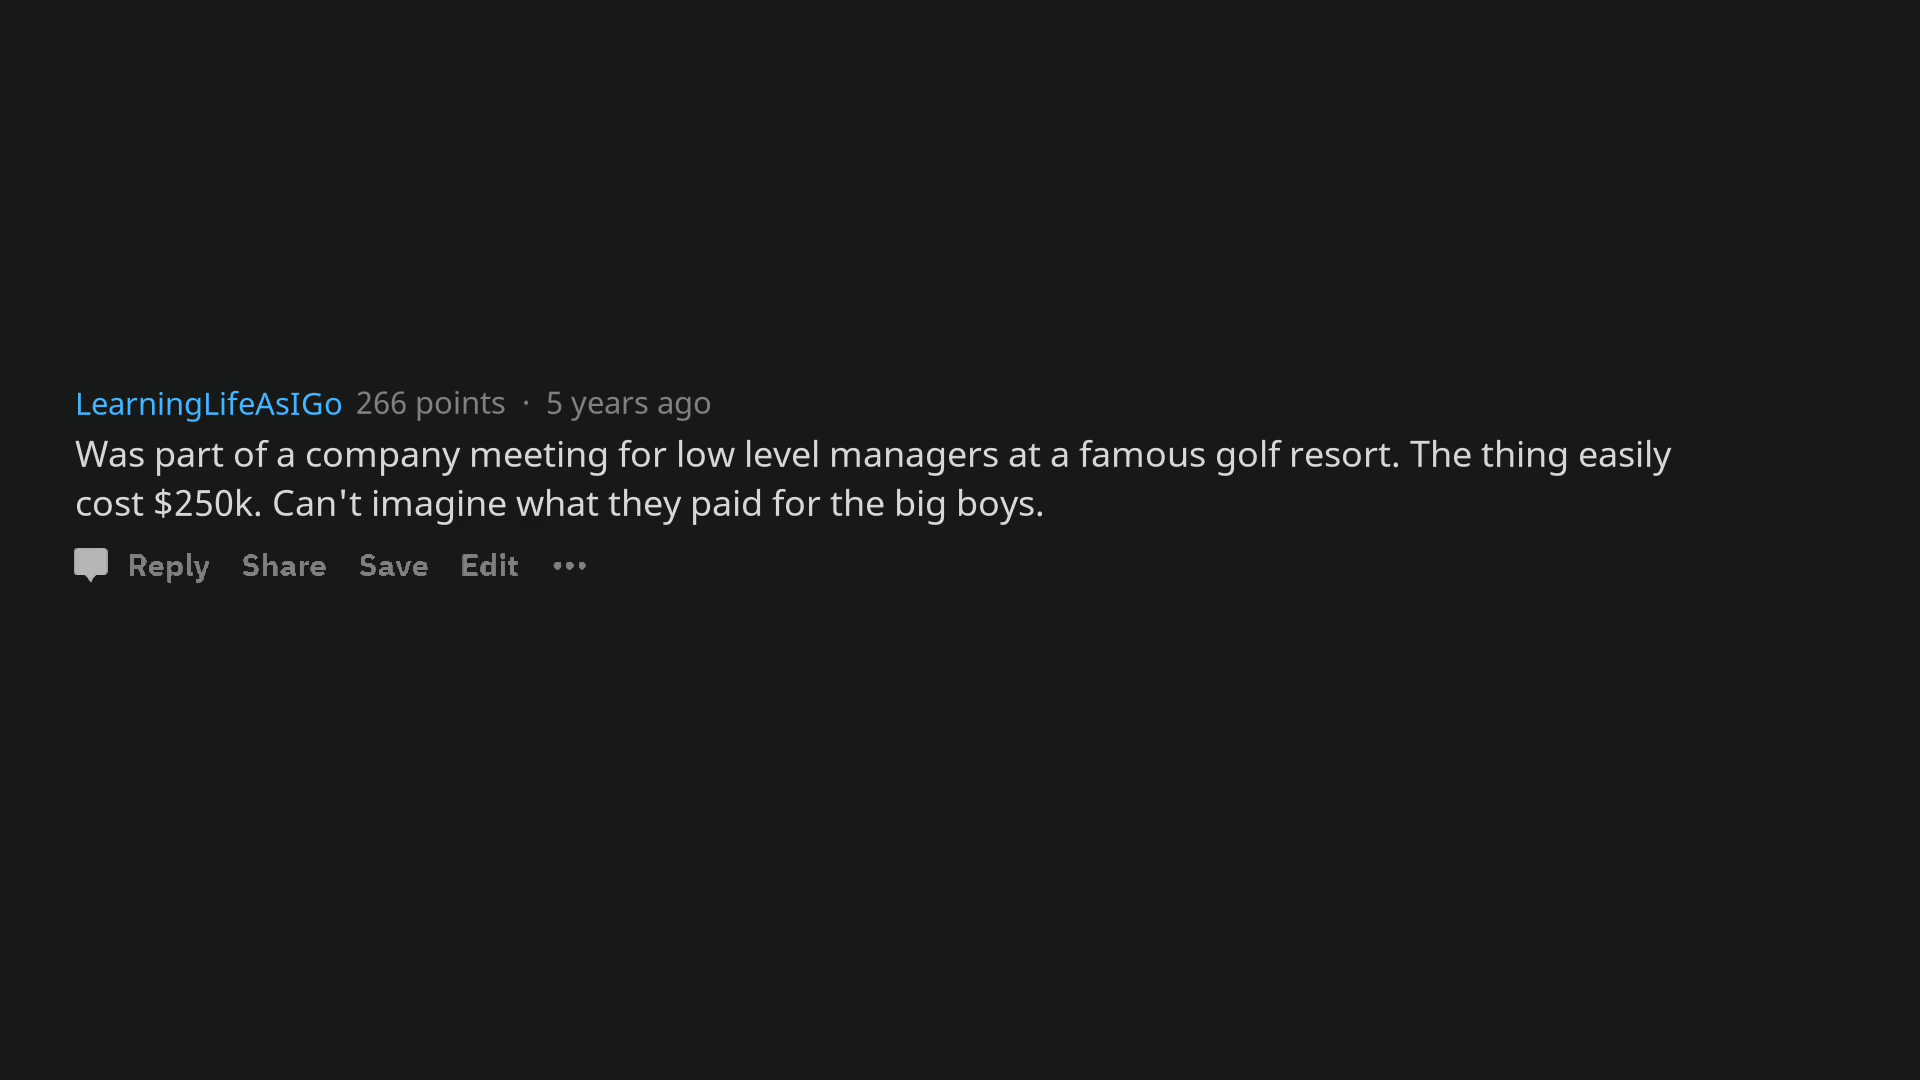 LearningLifeAsIGo 266 points · 5 years ago
Was part of a company meeting for low level managers at a famous golf resort. The thing easily
cost $250k. Can't imagine what they paid for the big boys.
Reply Share Save Edit •••